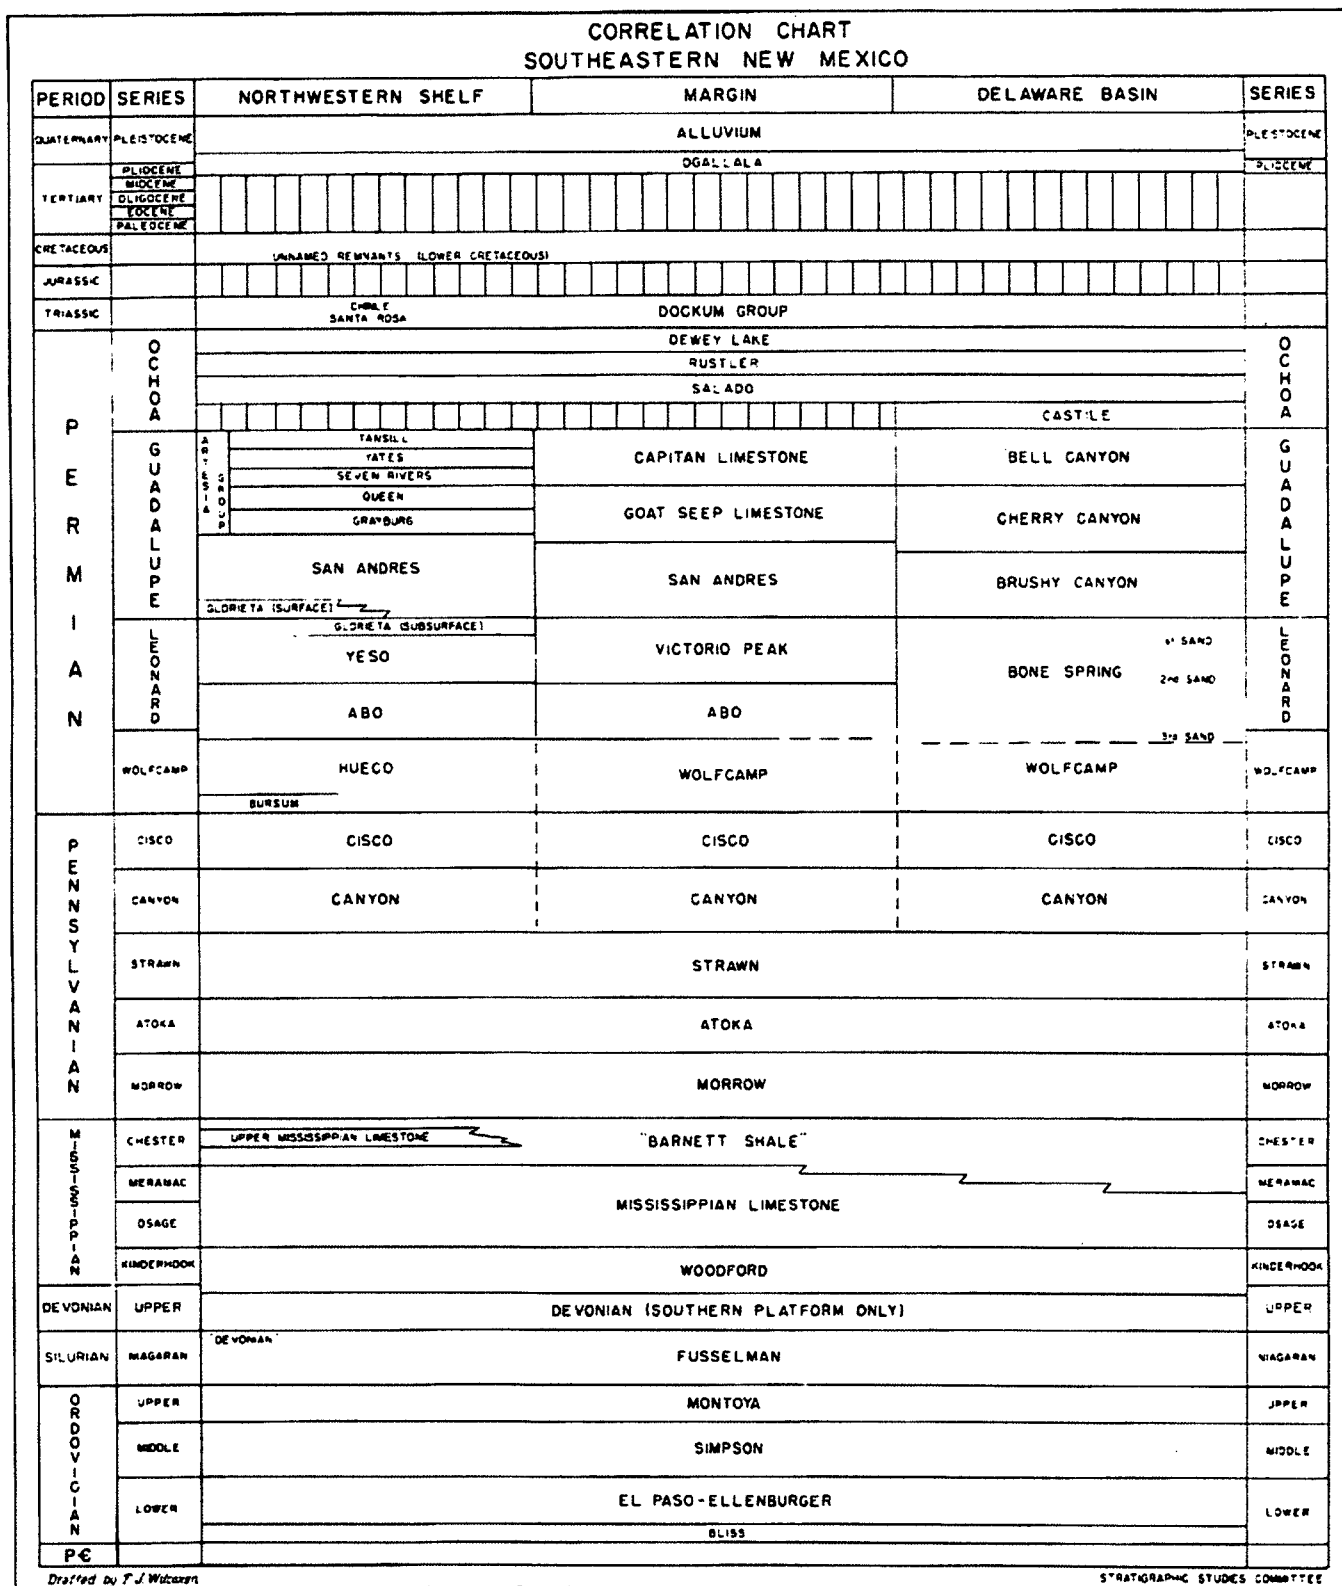 CORRELATION CHART
SOUTHEASTERN NEW MEXICO
PERIOD SERIES NORTHWESTERN SHELF MARGIN DELAWARE BASIN SERIES
QUATERNARY PLEISTOCENE ALLUVIUM PLEISTOCENE
TERTIARY PLIOCENE OGALLALA PLIOCENE
MIOCENE
OLIGOCENE
EOCENE
PALEOCENE
CRETACEOUS UNNAMED REMNANTS (LOWER CRETACEOUS)
JURASSIC
TRIASSIC CHINLE DOCKUM GROUP
SANTA ROSA
PERMIAN OCHOA DEWEY LAKE OCHOA
RUSTLER
SALADO
CASTILE
GUADALUPE ARTESIA GROUP TANSILL CAPITAN LIMESTONE BELL CANYON GUADALUPE
YATES
SEVEN RIVERS
QUEEN GOAT SEEP LIMESTONE CHERRY CANYON
GRAYBURG
SAN ANDRES SAN ANDRES BRUSHY CANYON
GLORIETA (SURFACE)
LEONARD GLORIETA (SUBSURFACE) VICTORIO PEAK BONE SPRING 1st SAND LEONARD
YESO 2nd SAND
ABO ABO
3rd SAND
WOLFCAMP HUECO WOLFCAMP WOLFCAMP WOLFCAMP
BURSUM
PENNSYLVANIAN CISCO CISCO CISCO CISCO CISCO
CANYON CANYON CANYON CANYON CANYON
STRAWN STRAWN STRAWN
ATOKA ATOKA ATOKA
MORROW MORROW MORROW
MISSISSIPPIAN CHESTER UPPER MISSISSIPPIAN LIMESTONE "BARNETT SHALE" CHESTER
MERAMAC MERAMAC
MISSISSIPPIAN LIMESTONE
OSAGE OSAGE
KINDERHOOK WOODFORD KINDERHOOK
DEVONIAN UPPER DEVONIAN (SOUTHERN PLATFORM ONLY) UPPER
"DEVONIAN"
SILURIAN NIAGARAN FUSSELMAN NIAGARAN
ORDOVICIAN UPPER MONTOYA UPPER
MIDDLE SIMPSON MIDDLE
LOWER EL PASO-ELLENBURGER LOWER
BLISS
P€
Drafted by T.J. STRATIGRAPHIC STUDIES COMMITTEE